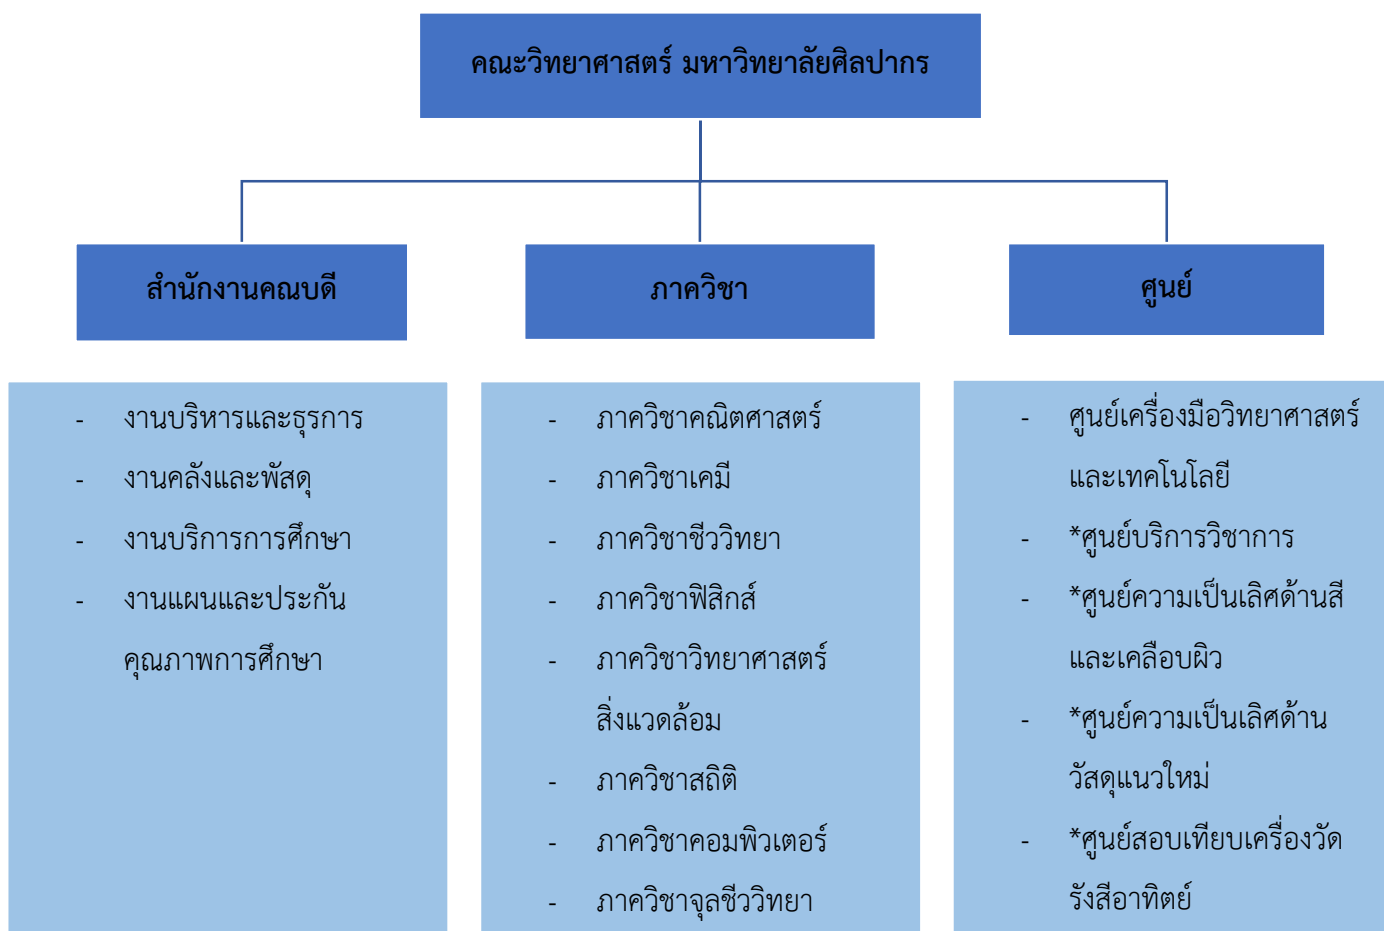 คณะวิทยาศาสตร์ มหาวิทยาลัยศิลปากร
สำนักงานคณบดี
- งานบริหารและธุรการ
- งานคลังและพัสดุ
- งานบริการการศึกษา
- งานแผนและประกัน
คุณภาพการศึกษา
ภาควิชา
- ภาควิชาคณิตศาสตร์
- ภาควิชาเคมี
- ภาควิชาชีววิทยา
- ภาควิชาฟิสิกส์
- ภาควิชาวิทยาศาสตร์
สิ่งแวดล้อม
- ภาควิชาสถิติ
- ภาควิชาคอมพิวเตอร์
- ภาควิชาจุลชีววิทยา
ศูนย์
- ศูนย์เครื่องมือวิทยาศาสตร์
และเทคโนโลยี
- *ศูนย์บริการวิชาการ
- *ศูนย์ความเป็นเลิศด้านสี
และเคลือบผิว
- *ศูนย์ความเป็นเลิศด้าน
วัสดุแนวใหม่
- *ศูนย์สอบเทียบเครื่องวัด
รังสีอาทิตย์